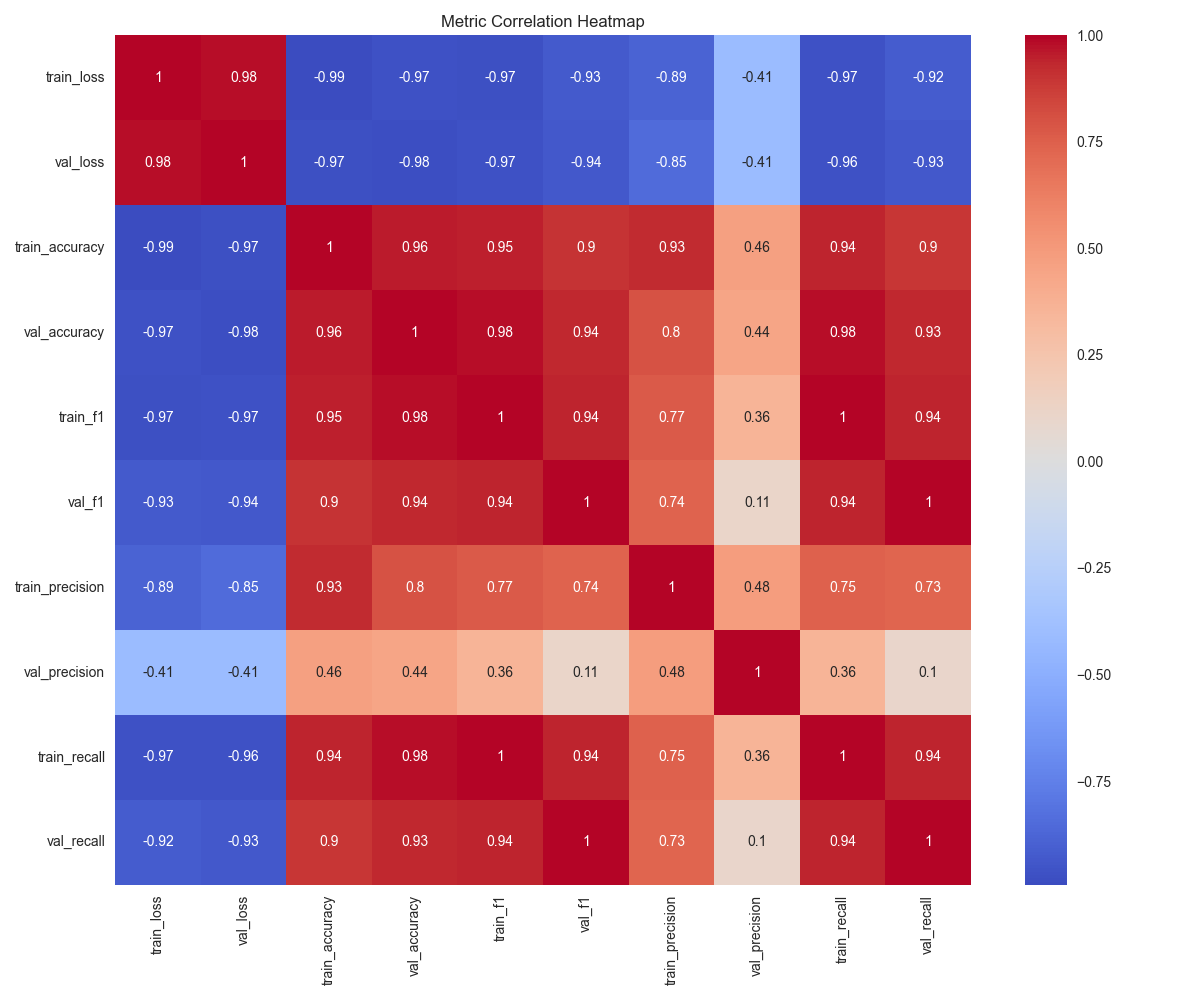 Metric Correlation Heatmap
train_loss 1 0.98 -0.99 -0.97 -0.97 -0.93 -0.89 -0.41 -0.97 -0.92
val_loss 0.98 1 -0.97 -0.98 -0.97 -0.94 -0.85 -0.41 -0.96 -0.93
train_accuracy -0.99 -0.97 1 0.96 0.95 0.9 0.93 0.46 0.94 0.9
val_accuracy -0.97 -0.98 0.96 1 0.98 0.94 0.8 0.44 0.98 0.93
train_f1 -0.97 -0.97 0.95 0.98 1 0.94 0.77 0.36 1 0.94
val_f1 -0.93 -0.94 0.9 0.94 0.94 1 0.74 0.11 0.94 1
train_precision -0.89 -0.85 0.93 0.8 0.77 0.74 1 0.48 0.75 0.73
val_precision -0.41 -0.41 0.46 0.44 0.36 0.11 0.48 1 0.36 0.1
train_recall -0.97 -0.96 0.94 0.98 1 0.94 0.75 0.36 1 0.94
val_recall -0.92 -0.93 0.9 0.93 0.94 1 0.73 0.1 0.94 1
train_loss val_loss train_accuracy val_accuracy train_f1 val_f1 train_precision val_precision train_recall val_recall
1.00
0.75
0.50
0.25
0.00
−0.25
−0.50
−0.75